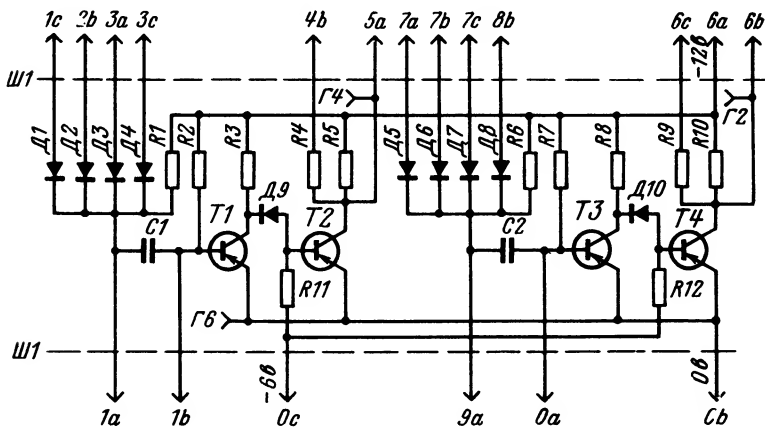 1c 2b 3a 3c 4b 5a 7a 7b 7c 8b 6c 6a 6b
-12в
Ш1
Г4 Г2
Д1 Д2 Д3 Д4 R1 R2 R3 R4 R5 Д5 Д6 Д7 Д8 R6 R7 R8 R9 R10
Д9 Д10
C1 T1 T2 C2 T3 T4
R11 R12
Г6
Ш1
-6в 0в
1a 1b 0c 9a 0a Cb